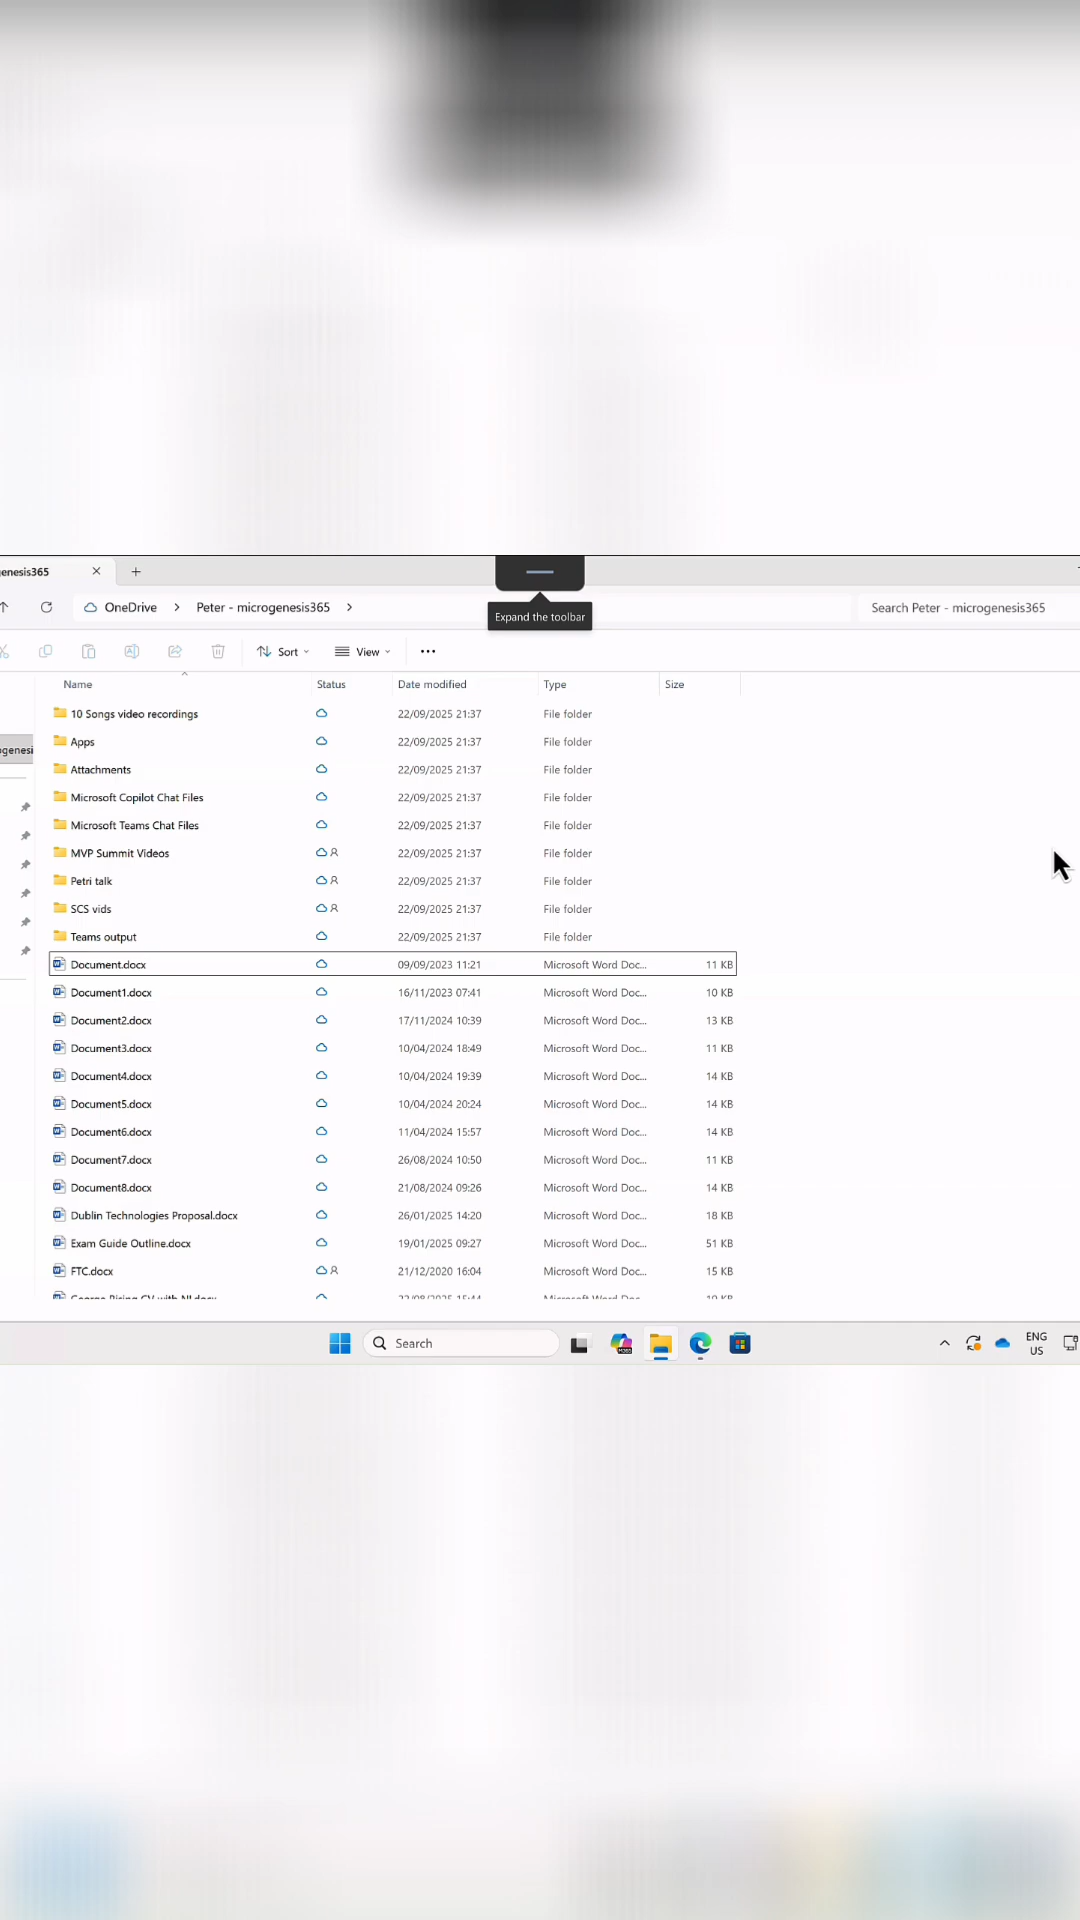 enesis365
OneDrive > Peter - microgenesis365 >
Expand the toolbar
Search Peter - microgenesis365
Sort
View
Name Status Date modified Type Size
10 Songs video recordings 22/09/2025 21:37 File folder
Apps 22/09/2025 21:37 File folder
ogenesi
Attachments 22/09/2025 21:37 File folder
Microsoft Copilot Chat Files 22/09/2025 21:37 File folder
Microsoft Teams Chat Files 22/09/2025 21:37 File folder
MVP Summit Videos 22/09/2025 21:37 File folder
Petri talk 22/09/2025 21:37 File folder
SCS vids 22/09/2025 21:37 File folder
Teams output 22/09/2025 21:37 File folder
Document.docx 09/09/2023 11:21 Microsoft Word Doc... 11 KB
Document1.docx 16/11/2023 07:41 Microsoft Word Doc... 10 KB
Document2.docx 17/11/2024 10:39 Microsoft Word Doc... 13 KB
Document3.docx 10/04/2024 18:49 Microsoft Word Doc... 11 KB
Document4.docx 10/04/2024 19:39 Microsoft Word Doc... 14 KB
Document5.docx 10/04/2024 20:24 Microsoft Word Doc... 14 KB
Document6.docx 11/04/2024 15:57 Microsoft Word Doc... 14 KB
Document7.docx 26/08/2024 10:50 Microsoft Word Doc... 11 KB
Document8.docx 21/08/2024 09:26 Microsoft Word Doc... 14 KB
Dublin Technologies Proposal.docx 26/01/2025 14:20 Microsoft Word Doc... 18 KB
Exam Guide Outline.docx 19/01/2025 09:27 Microsoft Word Doc... 51 KB
FTC.docx 21/12/2020 16:04 Microsoft Word Doc... 15 KB
Search
M365
ENG
US